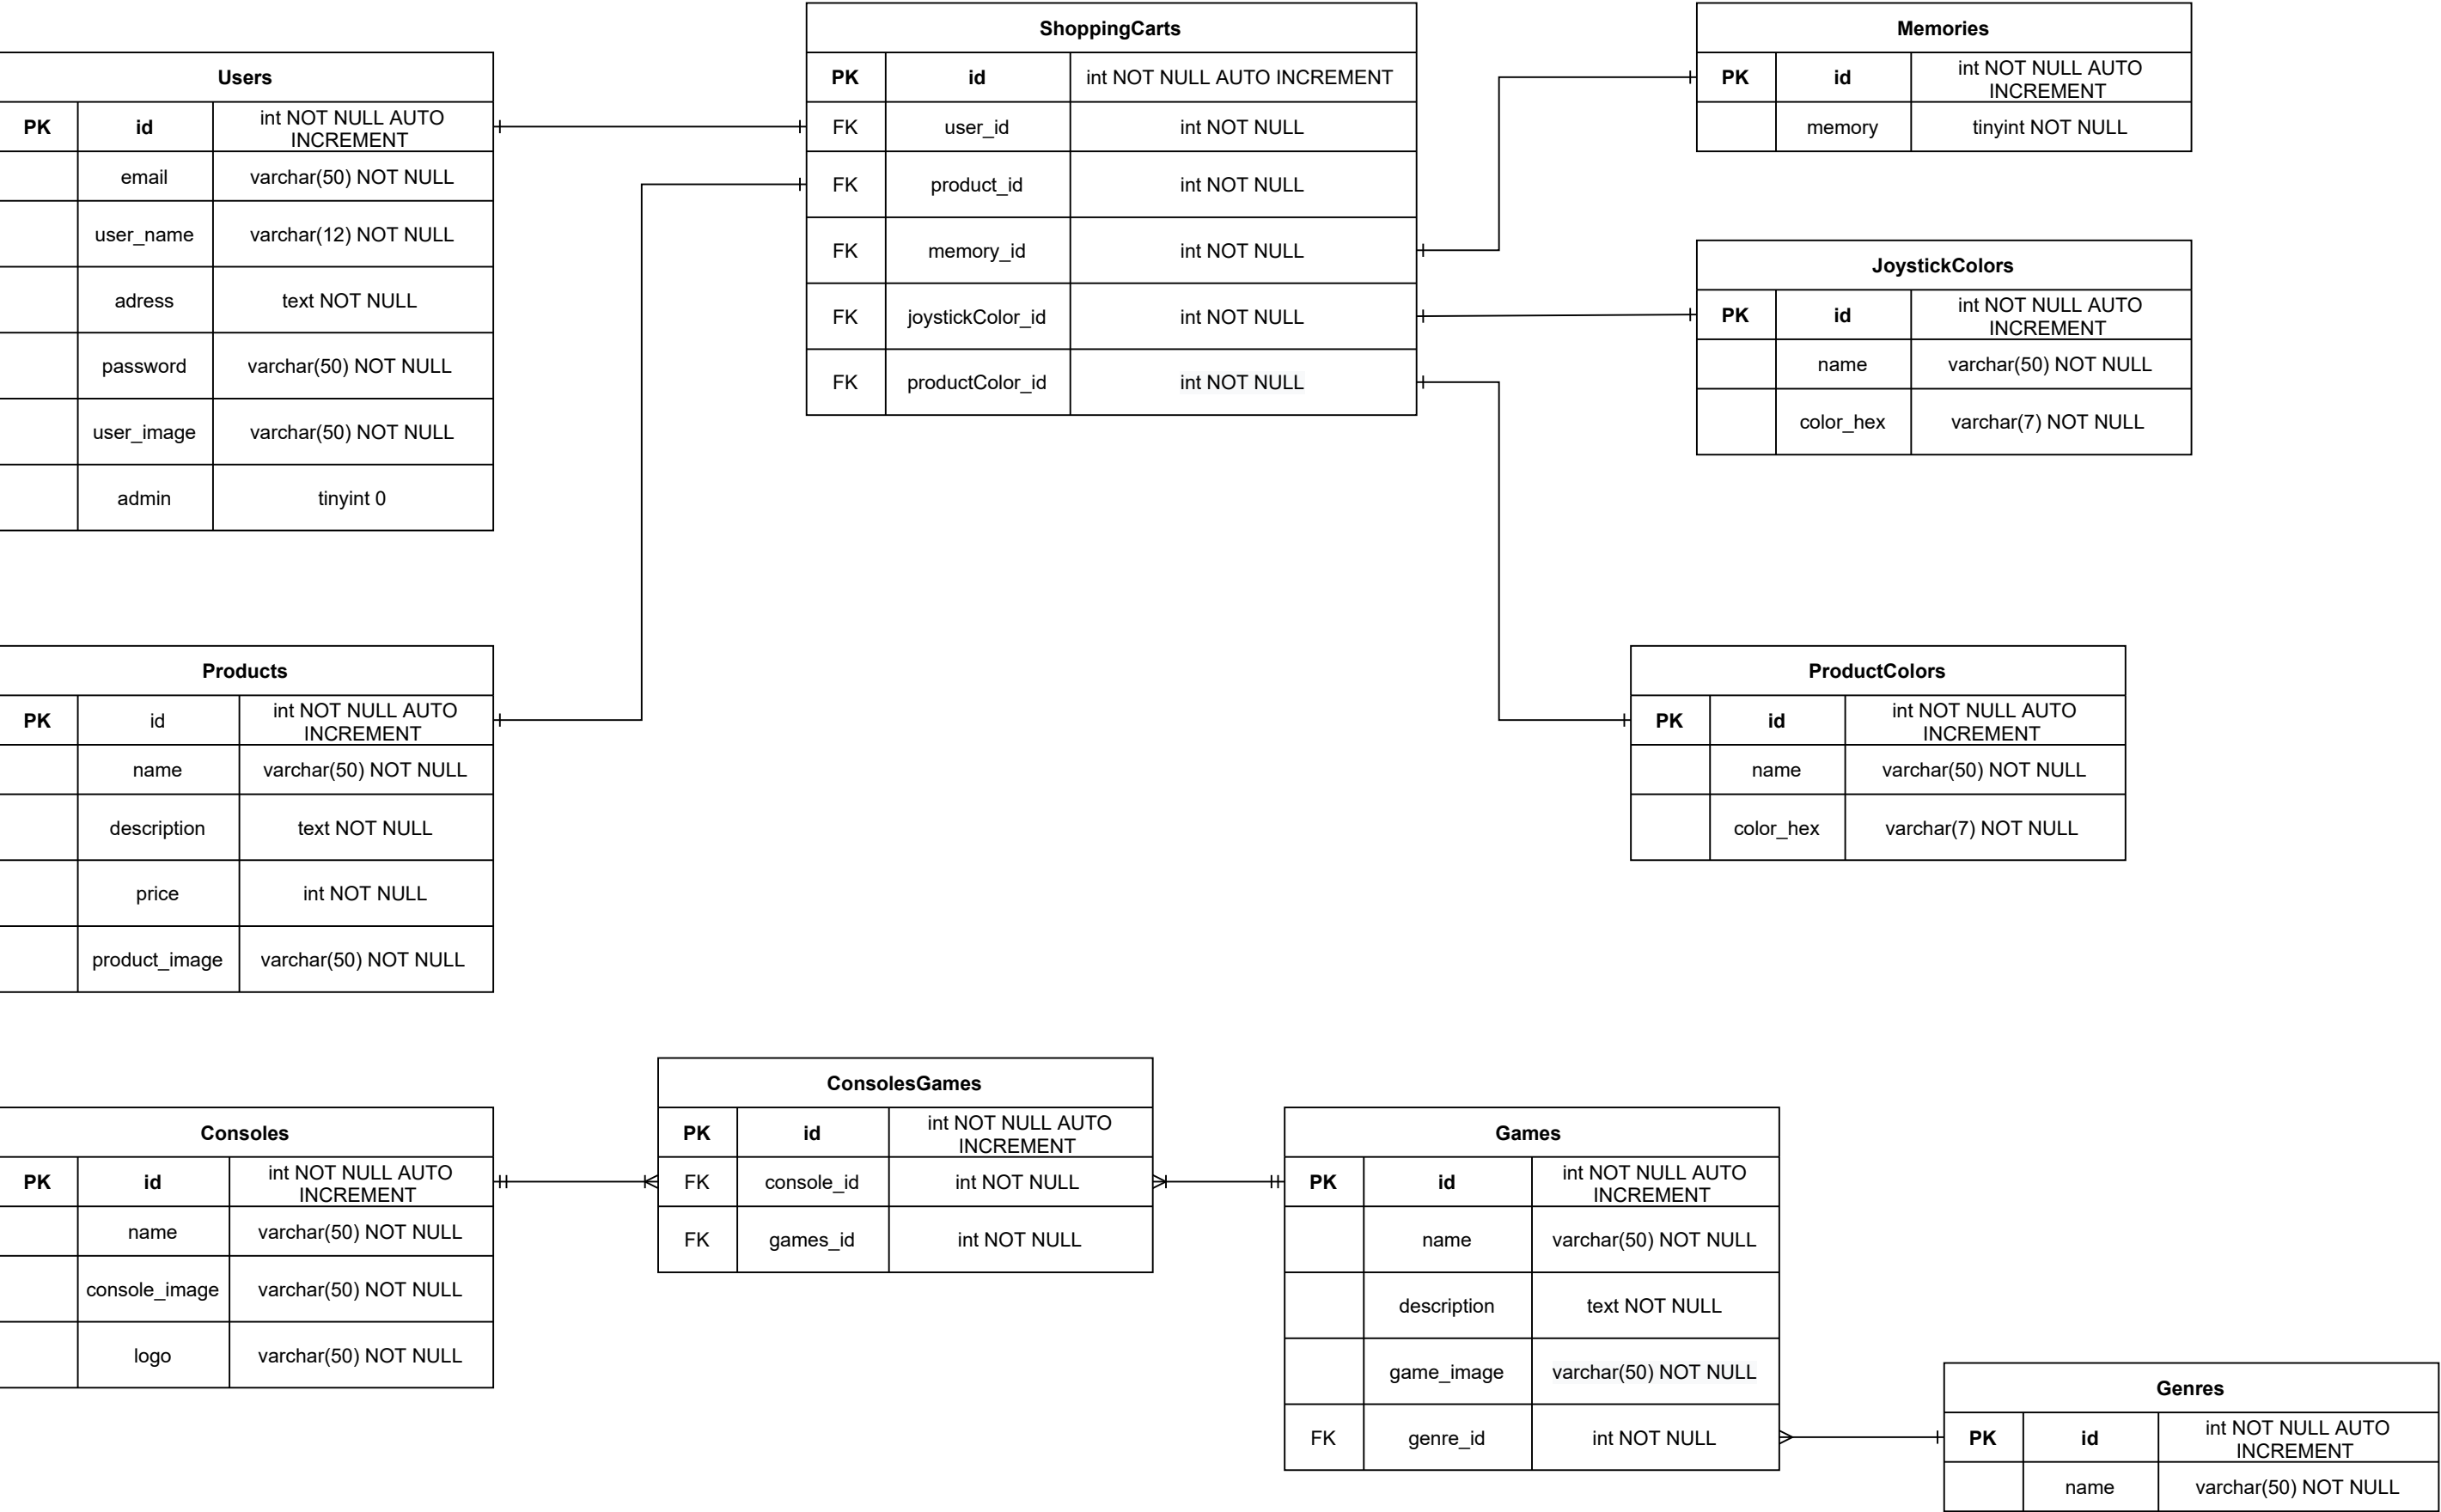 Users
PK id int NOT NULL AUTO
INCREMENT
email varchar(50) NOT NULL
user_name varchar(12) NOT NULL
adress text NOT NULL
password varchar(50) NOT NULL
user_image varchar(50) NOT NULL
admin tinyint 0
ShoppingCarts
PK id int NOT NULL AUTO INCREMENT
FK user_id int NOT NULL
FK product_id int NOT NULL
FK memory_id int NOT NULL
FK joystickColor_id int NOT NULL
FK productColor_id int NOT NULL
Memories
PK id int NOT NULL AUTO
INCREMENT
memory tinyint NOT NULL
JoystickColors
PK id int NOT NULL AUTO
INCREMENT
name varchar(50) NOT NULL
color_hex varchar(7) NOT NULL
Products
PK id int NOT NULL AUTO
INCREMENT
name varchar(50) NOT NULL
description text NOT NULL
price int NOT NULL
product_image varchar(50) NOT NULL
ProductColors
PK id int NOT NULL AUTO
INCREMENT
name varchar(50) NOT NULL
color_hex varchar(7) NOT NULL
Consoles
PK id int NOT NULL AUTO
INCREMENT
name varchar(50) NOT NULL
console_image varchar(50) NOT NULL
logo varchar(50) NOT NULL
ConsolesGames
PK id int NOT NULL AUTO
INCREMENT
FK console_id int NOT NULL
FK games_id int NOT NULL
Games
PK id int NOT NULL AUTO
INCREMENT
name varchar(50) NOT NULL
description text NOT NULL
game_image varchar(50) NOT NULL
FK genre_id int NOT NULL
Genres
PK id int NOT NULL AUTO
INCREMENT
name varchar(50) NOT NULL